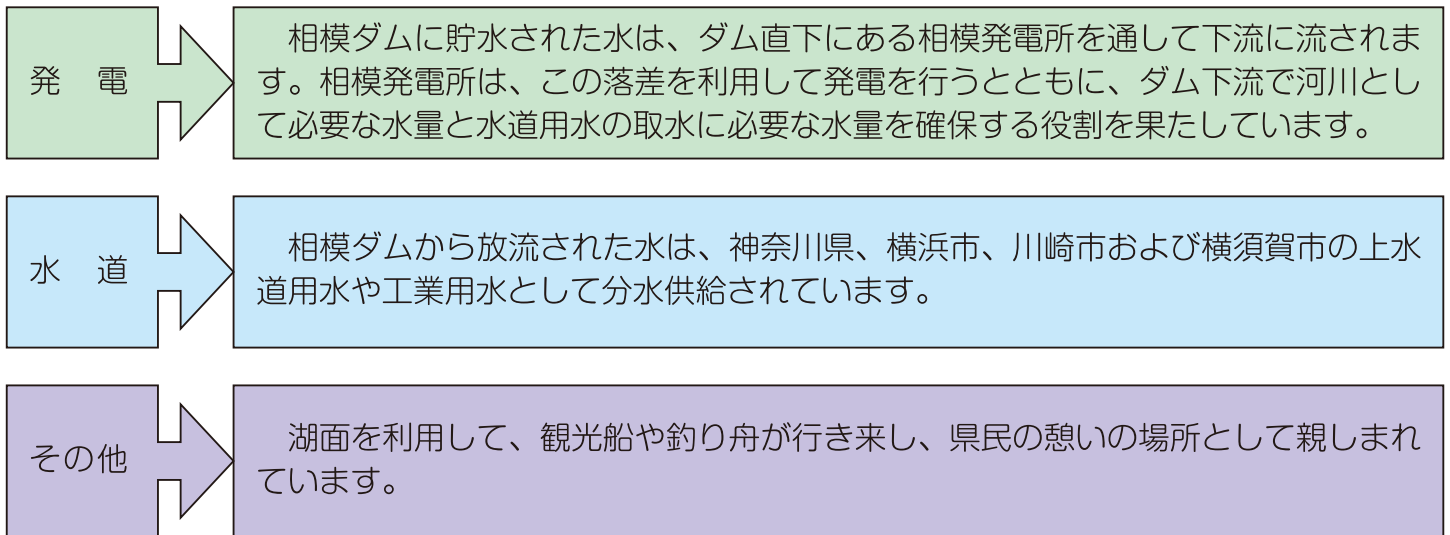 発　電
　相模ダムに貯水された水は、ダム直下にある相模発電所を通して下流に流されま
す。相模発電所は、この落差を利用して発電を行うとともに、ダム下流で河川とし
て必要な水量と水道用水の取水に必要な水量を確保する役割を果たしています。
水　道
　相模ダムから放流された水は、神奈川県、横浜市、川崎市および横須賀市の上水
道用水や工業用水として分水供給されています。
その他
　湖面を利用して、観光船や釣り舟が行き来し、県民の憩いの場所として親しまれ
ています。